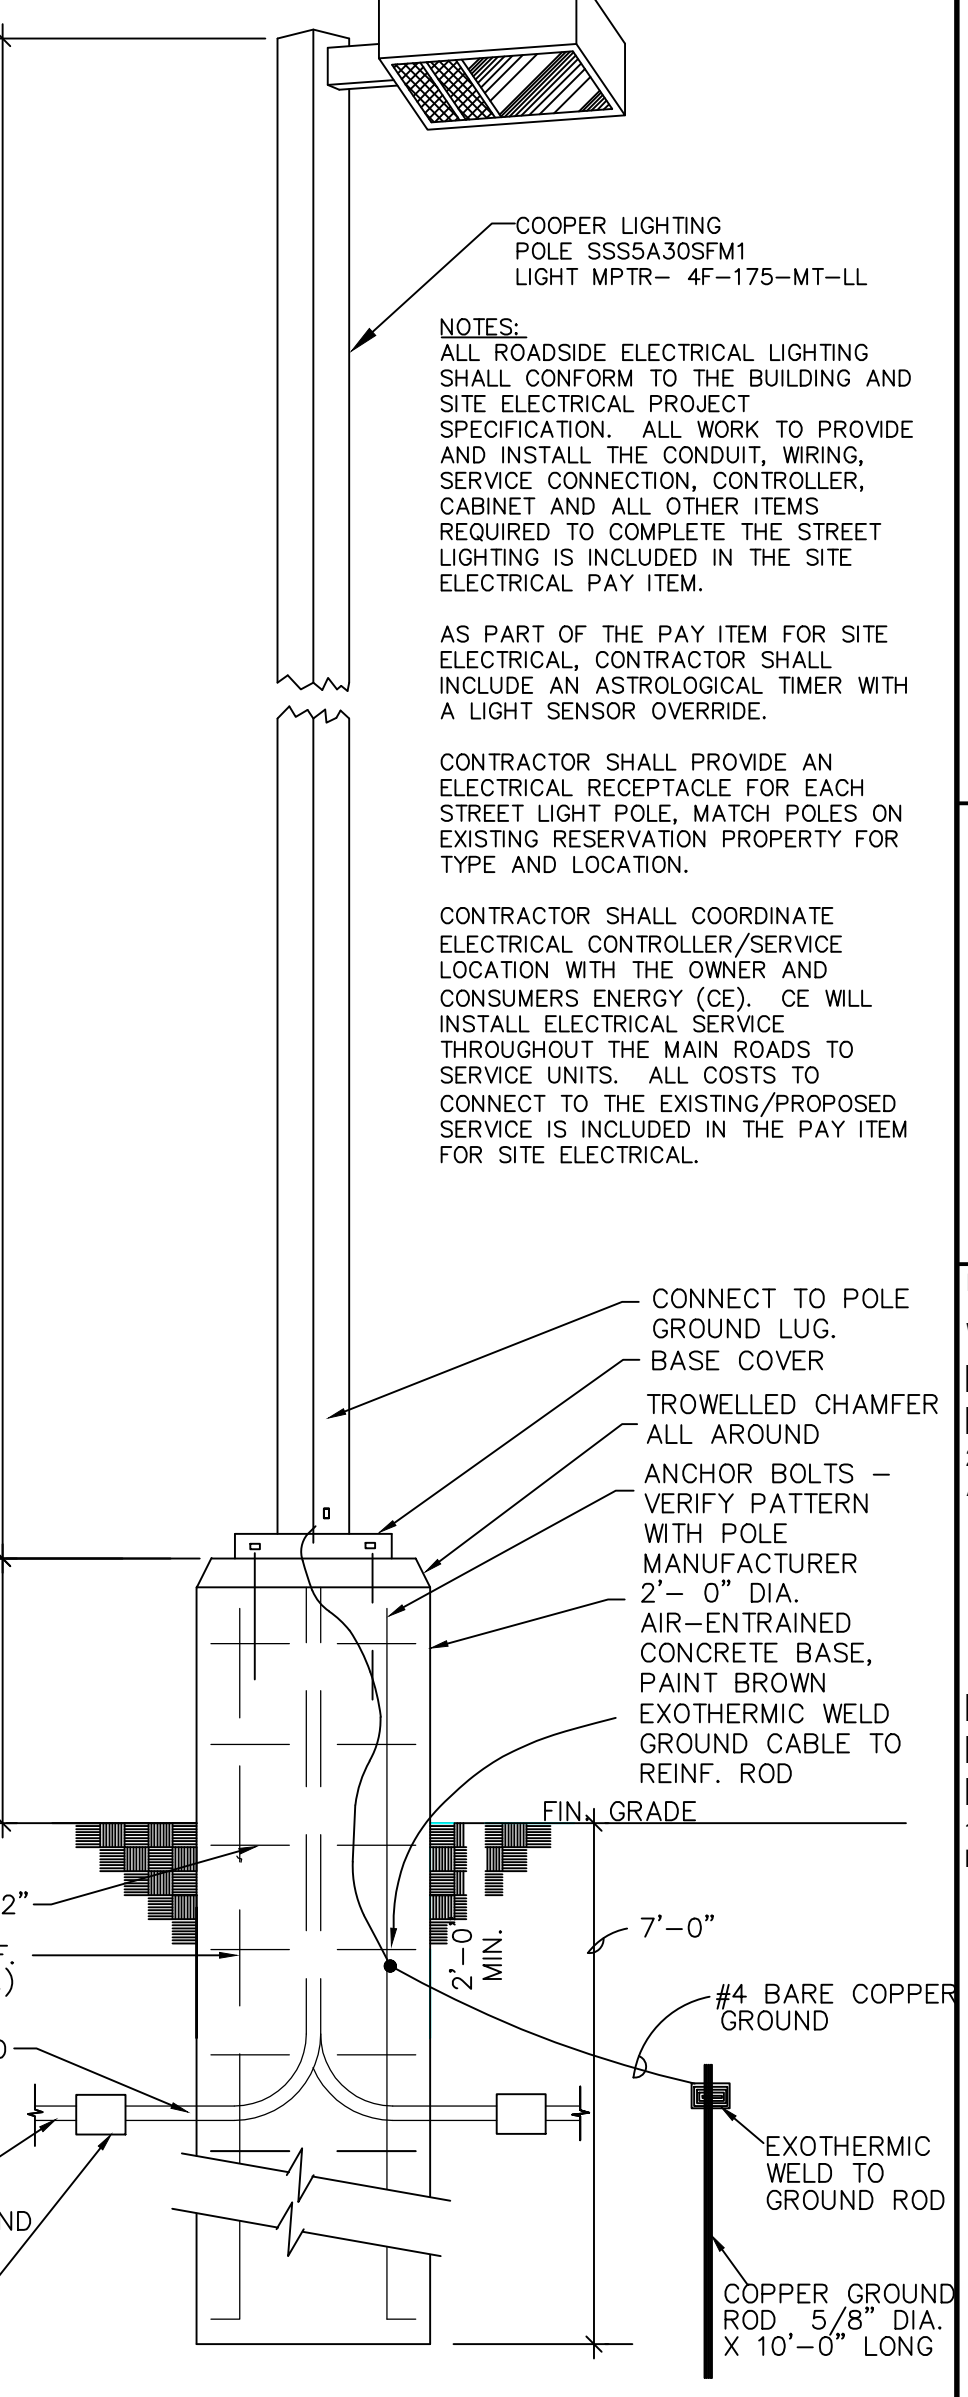 COOPER LIGHTING
POLE SSS5A30SFM1
LIGHT MPTR- 4F-175-MT-LL
NOTES:
ALL ROADSIDE ELECTRICAL LIGHTING
SHALL CONFORM TO THE BUILDING AND
SITE ELECTRICAL PROJECT
SPECIFICATION. ALL WORK TO PROVIDE
AND INSTALL THE CONDUIT, WIRING,
SERVICE CONNECTION, CONTROLLER,
CABINET AND ALL OTHER ITEMS
REQUIRED TO COMPLETE THE STREET
LIGHTING IS INCLUDED IN THE SITE
ELECTRICAL PAY ITEM.
AS PART OF THE PAY ITEM FOR SITE
ELECTRICAL, CONTRACTOR SHALL
INCLUDE AN ASTROLOGICAL TIMER WITH
A LIGHT SENSOR OVERRIDE.
CONTRACTOR SHALL PROVIDE AN
ELECTRICAL RECEPTACLE FOR EACH
STREET LIGHT POLE, MATCH POLES ON
EXISTING RESERVATION PROPERTY FOR
TYPE AND LOCATION.
CONTRACTOR SHALL COORDINATE
ELECTRICAL CONTROLLER/SERVICE
LOCATION WITH THE OWNER AND
CONSUMERS ENERGY (CE). CE WILL
INSTALL ELECTRICAL SERVICE
THROUGHOUT THE MAIN ROADS TO
SERVICE UNITS. ALL COSTS TO
CONNECT TO THE EXISTING/PROPOSED
SERVICE IS INCLUDED IN THE PAY ITEM
FOR SITE ELECTRICAL.
CONNECT TO POLE
GROUND LUG.
BASE COVER
TROWELLED CHAMFER
ALL AROUND
ANCHOR BOLTS -
VERIFY PATTERN
WITH POLE
MANUFACTURER
2'- 0" DIA.
AIR-ENTRAINED
CONCRETE BASE,
PAINT BROWN
EXOTHERMIC WELD
GROUND CABLE TO
REINF. ROD
FIN. GRADE
2"
2'-0"
MIN.
7'-0"
#4 BARE COPPER
GROUND
EXOTHERMIC
WELD TO
GROUND ROD
ND
COPPER GROUND
ROD 5/8" DIA.
X 10'-0" LONG